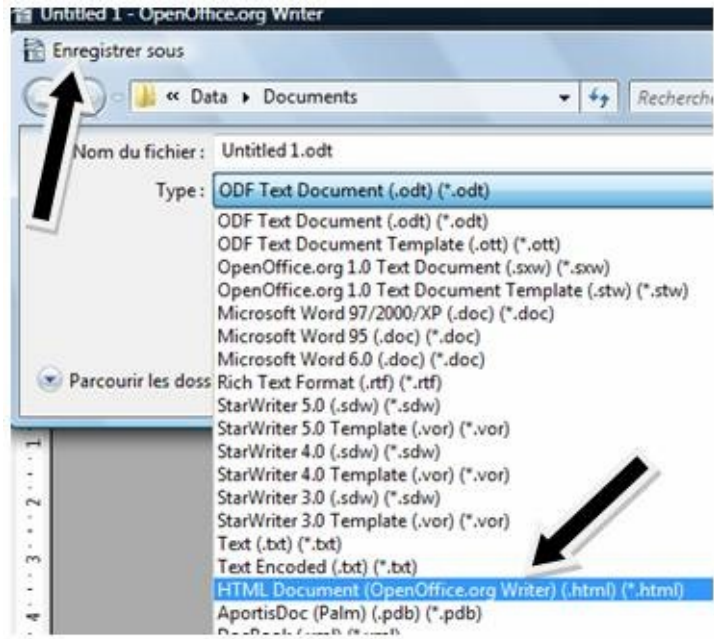 Untitled 1 - OpenOffice.org Writer
Enregistrer sous
« Data Documents
Recherche
Nom du fichier : Untitled 1.odt
Type : ODF Text Document (.odt) (*.odt)
ODF Text Document (.odt) (*.odt)
ODF Text Document Template (.ott) (*.ott)
OpenOffice.org 1.0 Text Document (.sxw) (*.sxw)
OpenOffice.org 1.0 Text Document Template (.stw) (*.stw)
Microsoft Word 97/2000/XP (.doc) (*.doc)
Microsoft Word 95 (.doc) (*.doc)
Microsoft Word 6.0 (.doc) (*.doc)
Parcourir les doss
Rich Text Format (.rtf) (*.rtf)
StarWriter 5.0 (.sdw) (*.sdw)
StarWriter 5.0 Template (.vor) (*.vor)
StarWriter 4.0 (.sdw) (*.sdw)
StarWriter 4.0 Template (.vor) (*.vor)
StarWriter 3.0 (.sdw) (*.sdw)
StarWriter 3.0 Template (.vor) (*.vor)
Text (.txt) (*.txt)
Text Encoded (.txt) (*.txt)
HTML Document (OpenOffice.org Writer) (.html) (*.html)
AportisDoc (Palm) (.pdb) (*.pdb)
1
2
3
4